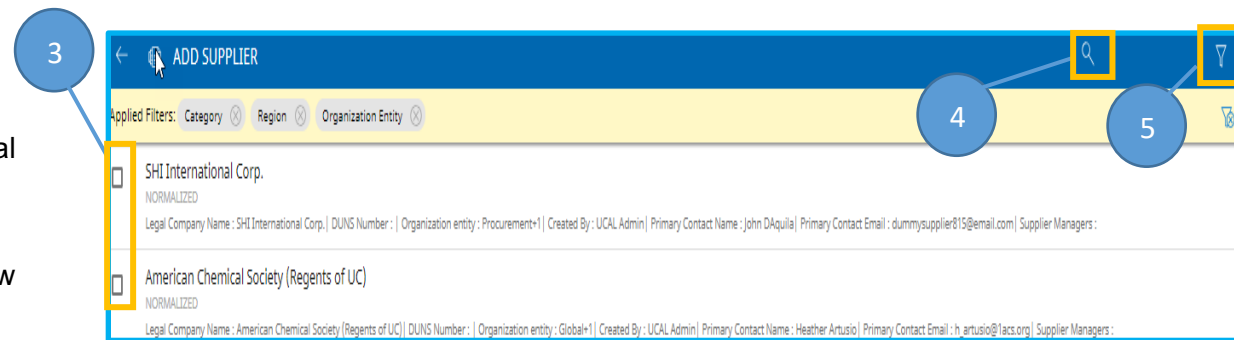 3
ADD SUPPLIER
4
5
Applied Filters: Category Region Organization Entity
al
SHI International Corp.
NORMALIZED
Legal Company Name : SHI International Corp.| DUNS Number : | Organization entity : Procurement+1| Created By : UCAL Admin| Primary Contact Name : John DAquila| Primary Contact Email : dummysupplier815@email.com| Supplier Managers :
w
American Chemical Society (Regents of UC)
NORMALIZED
Legal Company Name : American Chemical Society (Regents of UC)| DUNS Number : | Organization entity : Global+1| Created By : UCAL Admin| Primary Contact Name : Heather Artusio| Primary Contact Email : h_artusio@1acs.org| Supplier Managers :